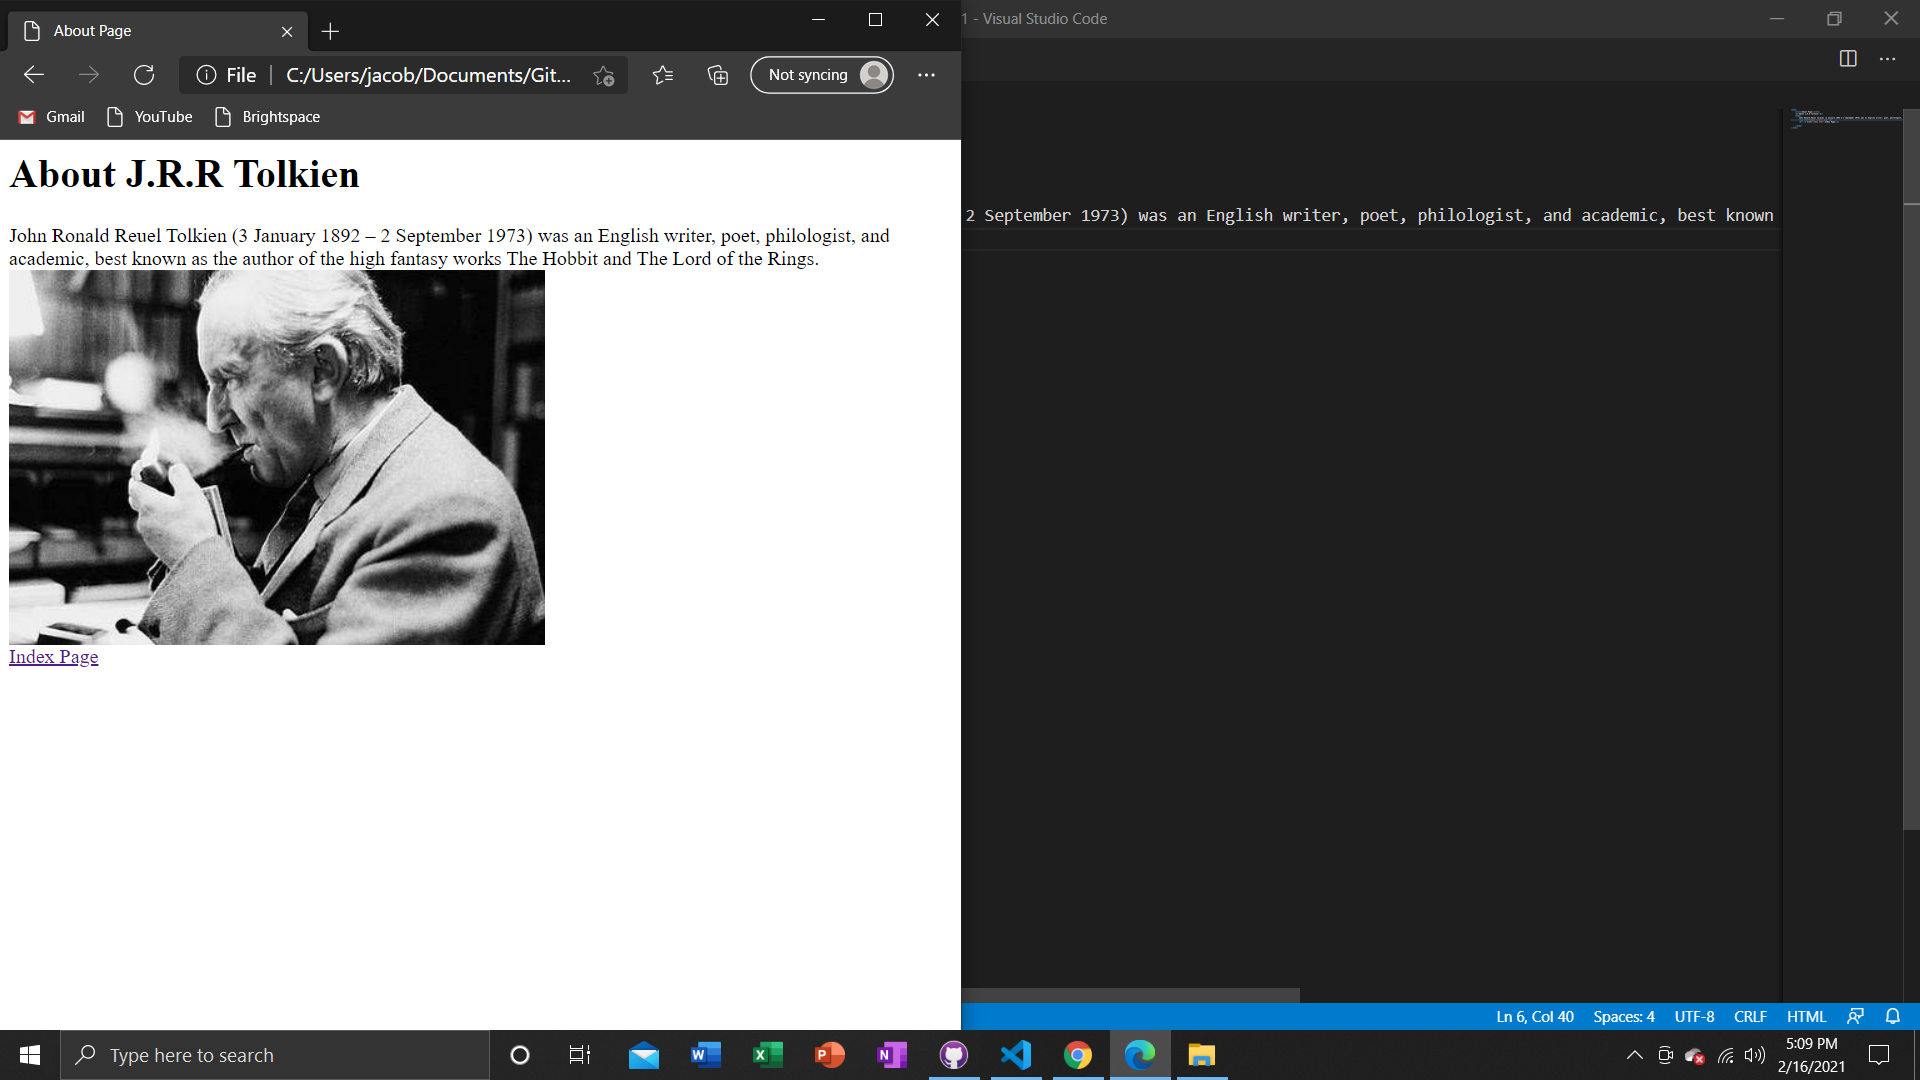 About Page
1 - Visual Studio Code
File
C:/Users/jacob/Documents/Git...
Not syncing
Gmail
YouTube
Brightspace
About J.R.R Tolkien
John Ronald Reuel Tolkien (3 January 1892 – 2 September 1973) was an English writer, poet, philologist, and
academic, best known as the author of the high fantasy works The Hobbit and The Lord of the Rings.
Index Page
2 September 1973) was an English writer, poet, philologist, and academic, best known
Ln 6, Col 40
Spaces: 4
UTF-8
CRLF
HTML
Type here to search
5:09 PM
2/16/2021